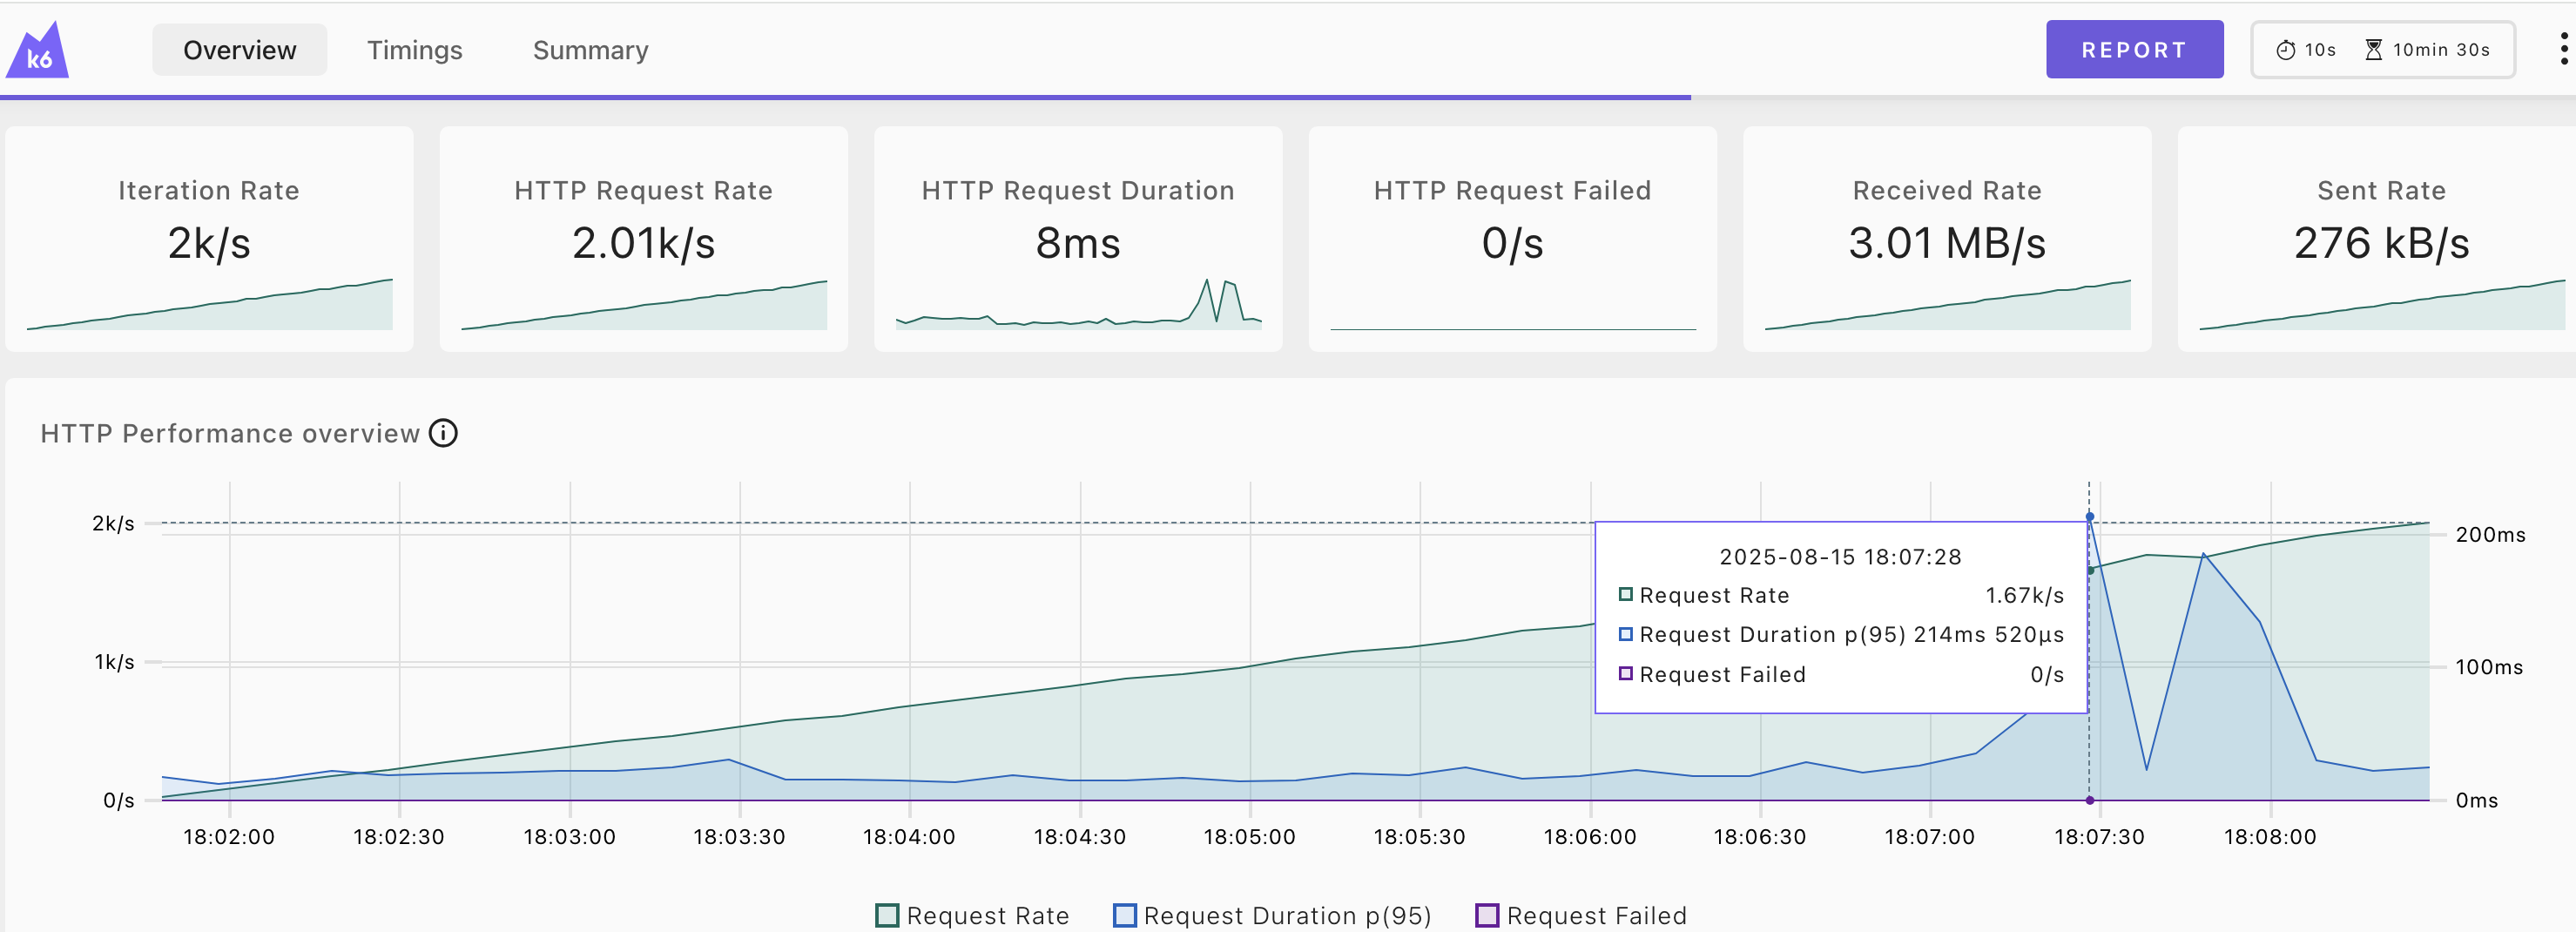 k6
Overview Timings Summary REPORT 10s 10min 30s
Iteration Rate
2k/s
HTTP Request Rate
2.01k/s
HTTP Request Duration
8ms
HTTP Request Failed
0/s
Received Rate
3.01 MB/s
Sent Rate
276 kB/s
HTTP Performance overview
2k/s
1k/s
0/s
200ms
100ms
0ms
2025-08-15 18:07:28
Request Rate 1.67k/s
Request Duration p(95) 214ms 520µs
Request Failed 0/s
18:02:00 18:02:30 18:03:00 18:03:30 18:04:00 18:04:30 18:05:00 18:05:30 18:06:00 18:06:30 18:07:00 18:07:30 18:08:00
Request Rate Request Duration p(95) Request Failed